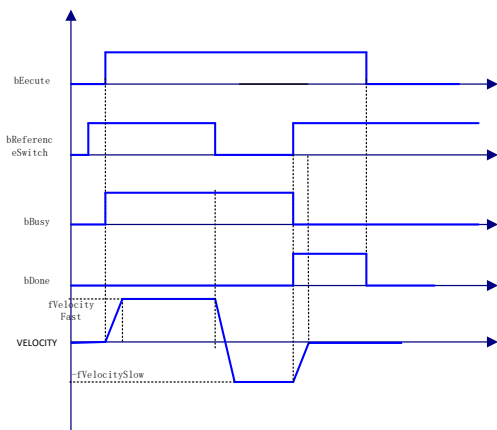 bEecute
bReferenc
eSwitch
bBusy
bDone
fVelocity
Fast
VELOCITY
-fVelocitySlow